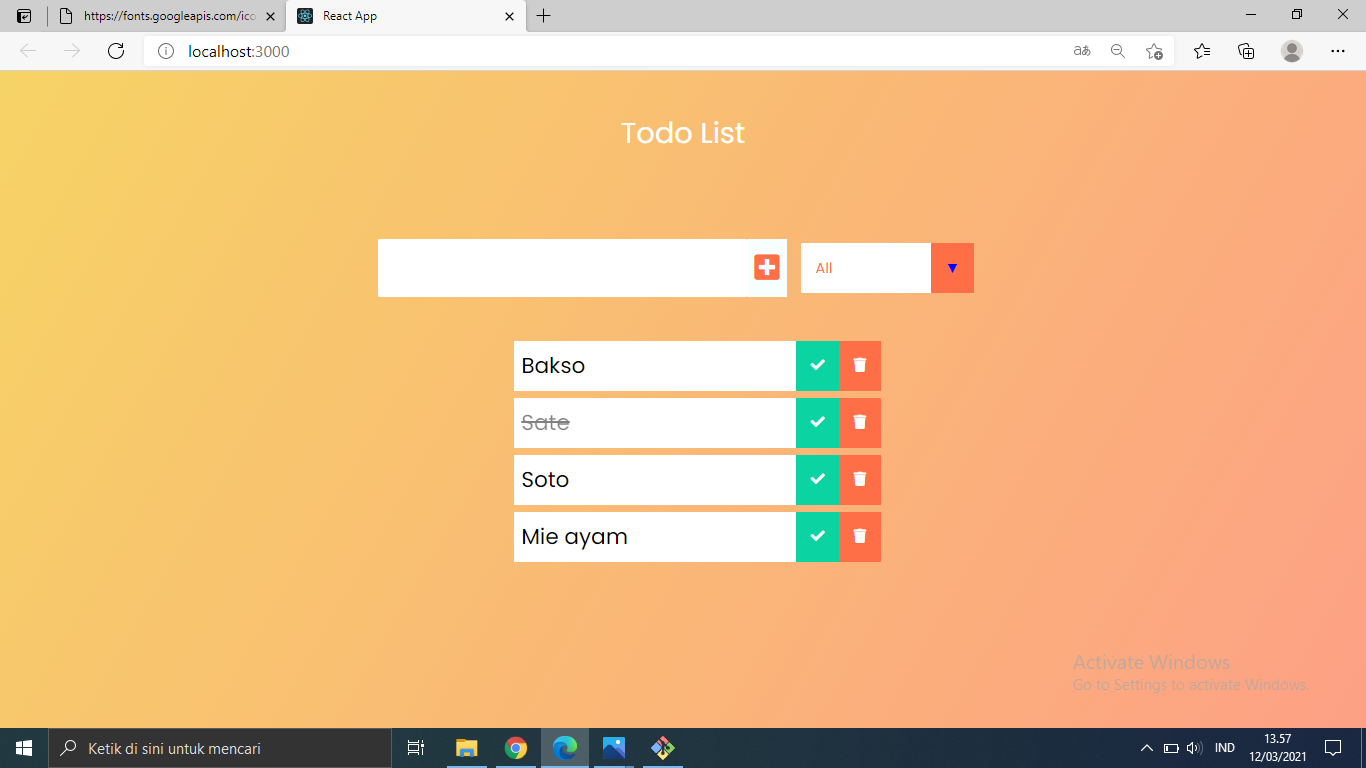 https://fonts.googleapis.com/ico
React App
localhost:3000
Todo List
All
Bakso
Sate
Soto
Mie ayam
Activate Windows
Go to Settings to activate Windows.
Ketik di sini untuk mencari
IND
13.57
12/03/2021